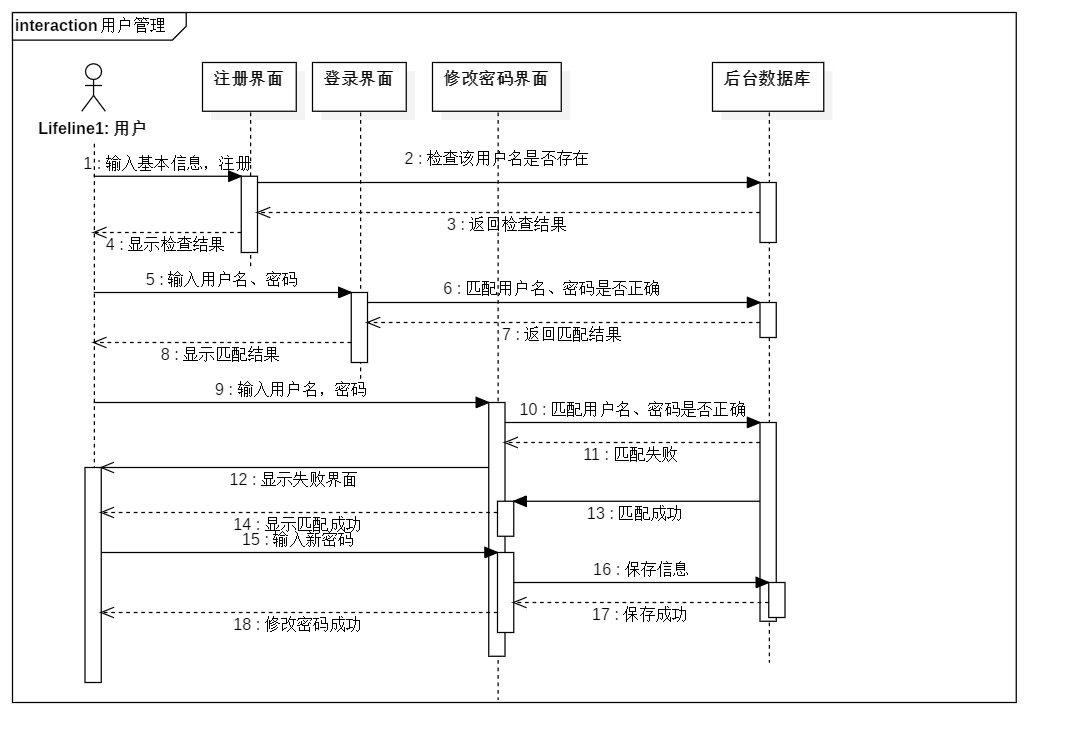 interaction 用户管理
注册界面
登录界面
修改密码界面
后台数据库
Lifeline1: 用户
1 : 输入基本信息，注册
2 : 检查该用户名是否存在
3 : 返回检查结果
4 : 显示检查结果
5 : 输入用户名、密码
6 : 匹配用户名、密码是否正确
7 : 返回匹配结果
8 : 显示匹配结果
9 : 输入用户名，密码
10 : 匹配用户名、密码是否正确
11 : 匹配失败
12 : 显示失败界面
13 : 匹配成功
14 : 显示匹配成功
15 : 输入新密码
16 : 保存信息
17 : 保存成功
18 : 修改密码成功